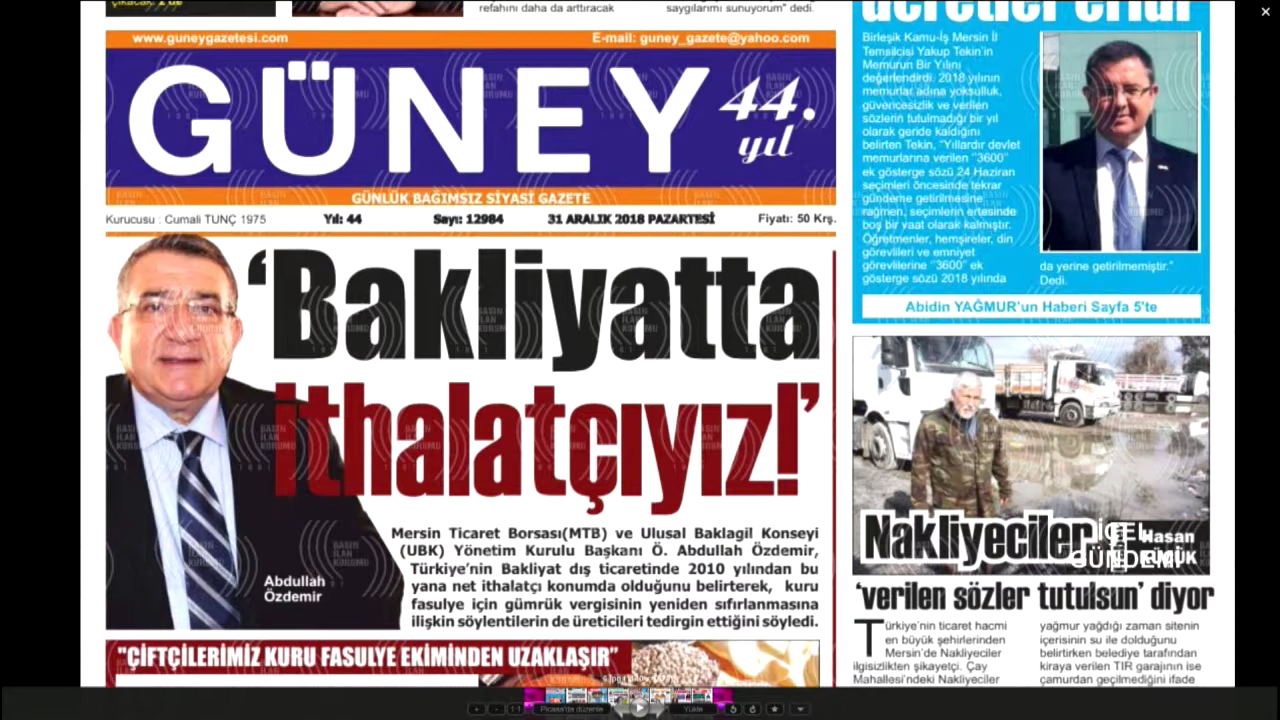 çıkacak. 2'de
refahını daha da arttıracak
saygılarımı sunuyorum" dedi.
www.guneygazetesi.com
E-mail: guney_gazete@yahoo.com
GÜNEY
44.
yıl
GÜNLÜK BAĞIMSIZ SİYASİ GAZETE
Kurucusu : Cumali TUNÇ 1975
Yıl: 44
Sayı: 12984
31 ARALIK 2018 PAZARTESİ
Fiyatı: 50 Krş.
'Bakliyatta
ithalatçıyız!'
Mersin Ticaret Borsası(MTB) ve Ulusal Baklagil Konseyi
(UBK) Yönetim Kurulu Başkanı Ö. Abdullah Özdemir,
Türkiye'nin Bakliyat dış ticaretinde 2010 yılından bu
yana net ithalatçı konumda olduğunu belirterek, kuru
fasulye için gümrük vergisinin yeniden sıfırlanmasına
ilişkin söylentilerin de üreticileri tedirgin ettiğini söyledi.
Abdullah
Özdemir
"ÇİFTÇİLERİMİZ KURU FASULYE EKİMİNDEN UZAKLAŞIR"
Birleşik Kamu-İş Mersin İl
Temsilcisi Yakup Tekin'in
Memurun Bir Yılını
değerlendirdi. 2018 yılının
memurlar adına yoksulluk,
güvencesizlik ve verilen
sözlerin tutulmadığı bir yıl
olarak geride kaldığını
belirten Tekin, "Yıllardır devlet
memurlarına verilen "3600"
ek gösterge sözü 24 Haziran
seçimleri öncesinde tekrar
gündeme getirilmesine
rağmen, seçimlerin ertesinde
boş bir vaat olarak kalmıştır.
Öğretmenler, hemşireler, din
görevlileri ve emniyet
görevlilerine "3600" ek
gösterge sözü 2018 yılında
da yerine getirilmemiştir."
Dedi.
Abidin YAĞMUR'un Haberi Sayfa 5'te
Nakliyeciler
İÇEL
GÜNDEMİ
Hasan
'verilen sözler tutulsun' diyor
Türkiye'nin ticaret hacmi
en büyük şehirlerinden
Mersin'de Nakliyeciler
ilgisizlikten şikayetçi. Çay
Mahallesi'ndeki Nakliyeciler
yağmur yağdığı zaman sitenin
içerisinin su ile dolduğunu
belirtirken belediye tarafından
kiraya verilen TIR garajının ise
çamurdan geçilmediğini ifade
Picasa'da düzenle
Yükle